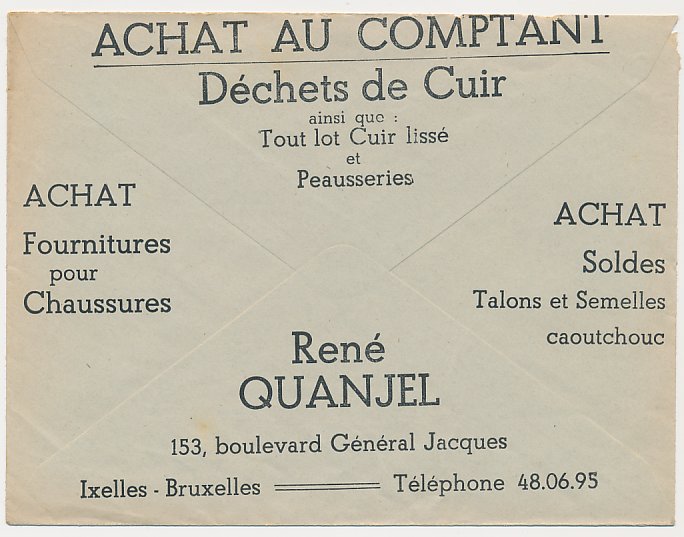 ACHAT AU COMPTANT
Déchets de Cuir
ainsi que :
Tout lot Cuir lissé
et
Peausseries
ACHAT
Fournitures
pour
Chaussures
ACHAT
Soldes
Talons et Semelles
caoutchouc
René
QUANJEL
153, boulevard Général Jacques
Ixelles - Bruxelles ═══ Téléphone 48.06.95